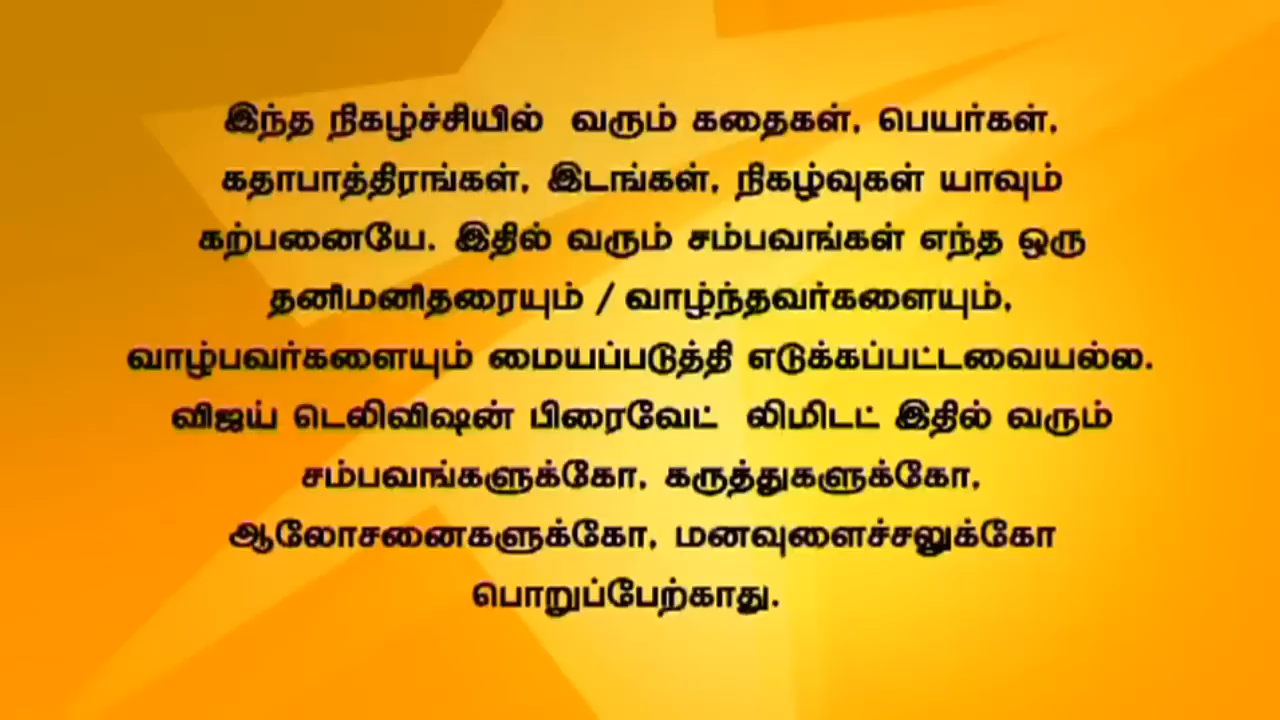 இந்த நிகழ்ச்சியில் வரும் கதைகள், பெயர்கள்,
கதாபாத்திரங்கள், இடங்கள், நிகழ்வுகள் யாவும்
கற்பனையே. இதில் வரும் சம்பவங்கள் எந்த ஒரு
தனிமனிதரையும் / வாழ்ந்தவர்களையும்,
வாழ்பவர்களையும் மையப்படுத்தி எடுக்கப்பட்டவையல்ல.
விஜய் டெலிவிஷன் பிரைவேட் லிமிடட் இதில் வரும்
சம்பவங்களுக்கோ, கருத்துகளுக்கோ,
ஆலோசனைகளுக்கோ, மனவுளைச்சலுக்கோ
பொறுப்பேற்காது.